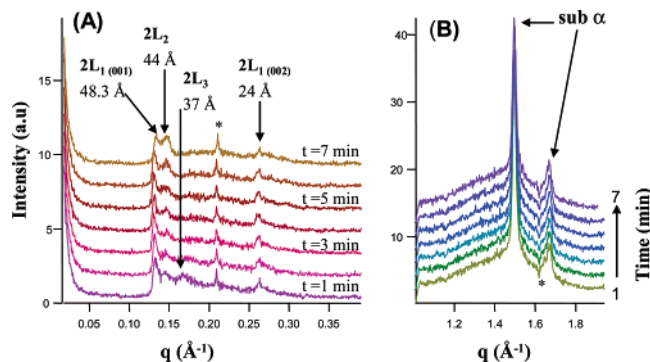 (A)
2L2
2L1 (001)
44 Å
2L3
2L1 (002)
48.3 Å
37 Å
24 Å
*
t =7 min
t =5 min
t =3 min
t =1 min
Intensity (a.u)
15
10
5
0
0.05 0.10 0.15 0.20 0.25 0.30 0.35
q (Å-1)
(B)
sub α
40
30
20
10
7
1
*
Time (min)
1.2 1.4 1.6 1.8
q (Å-1)